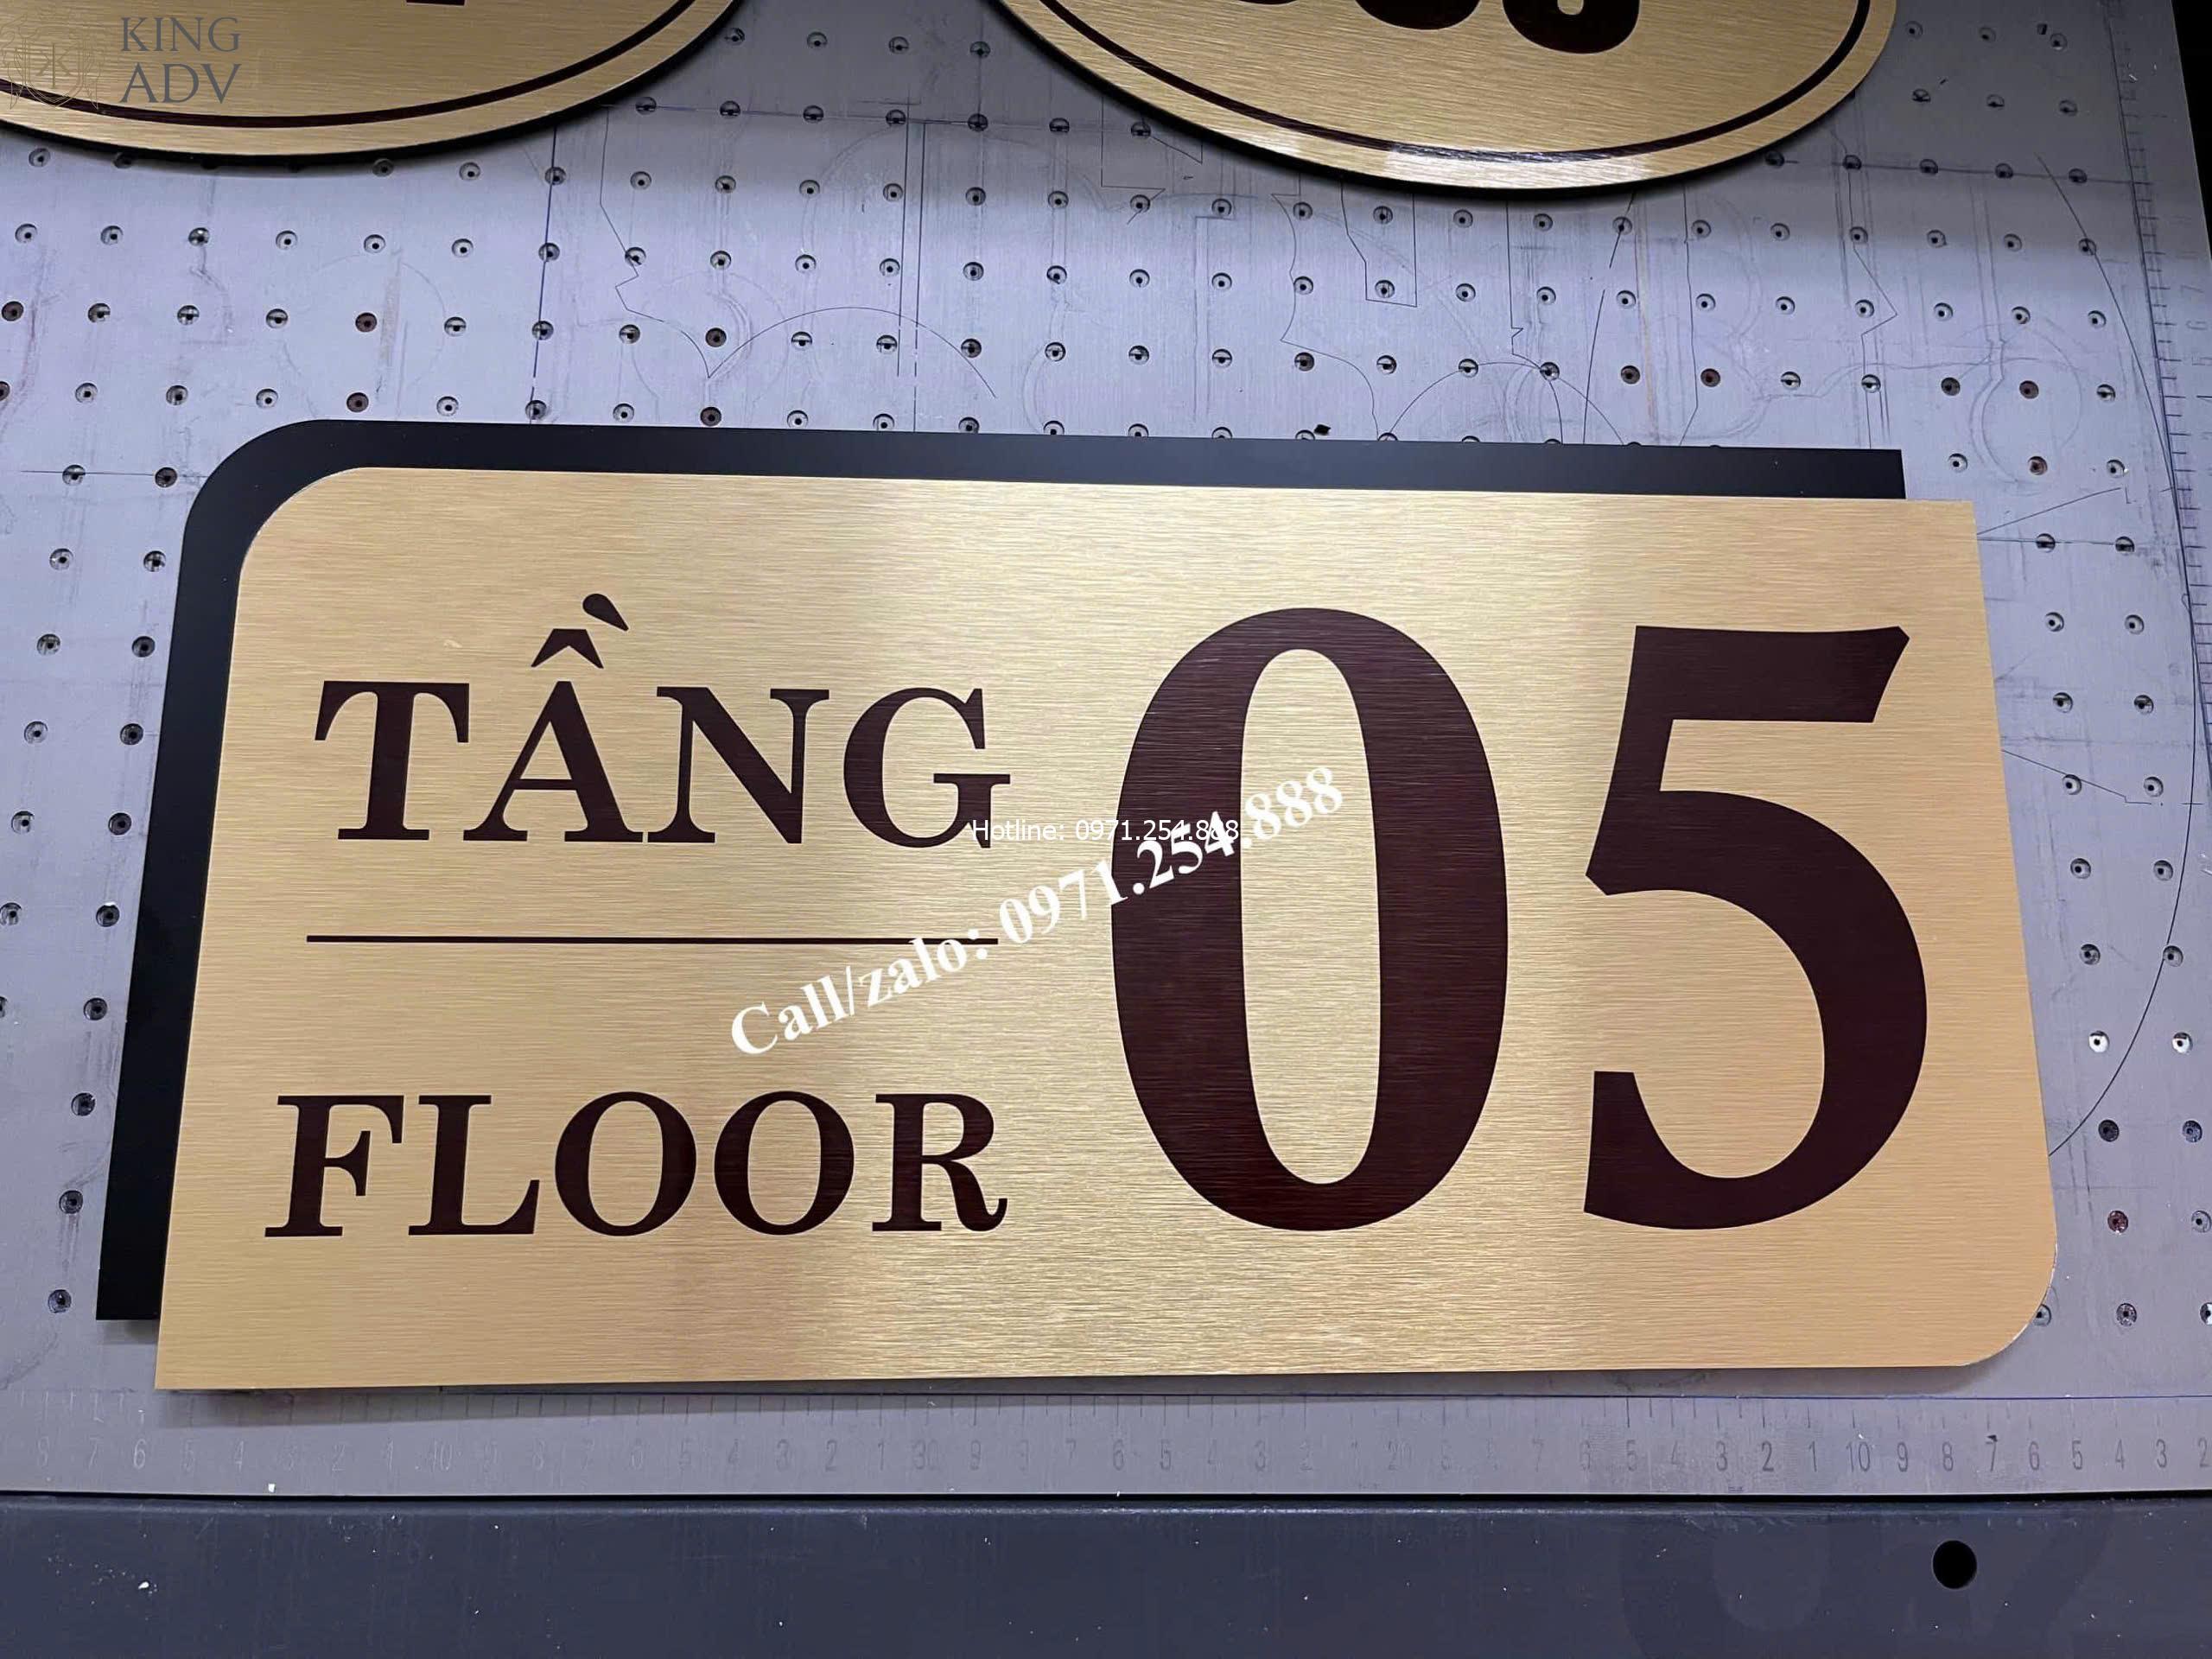 KING
ADV
TẦNG
05
Hotline: 0971.254.888
Call/zalo: 0971.254.888
FLOOR